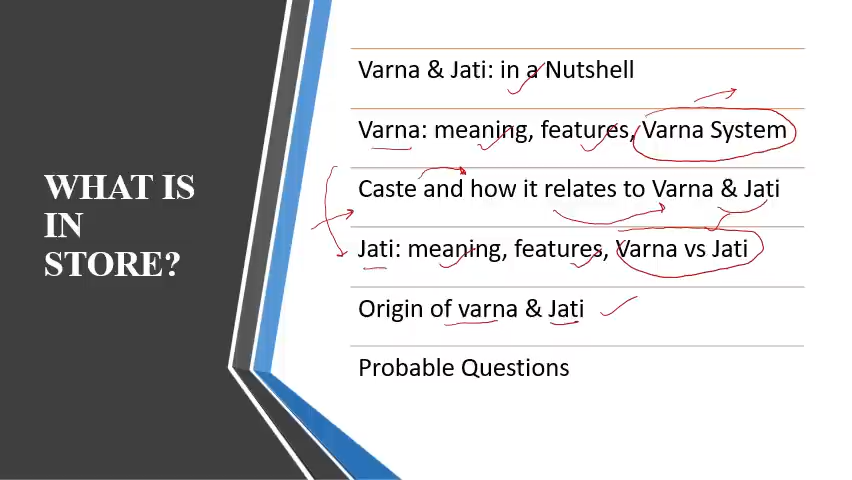 WHAT IS
IN
STORE?
Varna & Jati: in a Nutshell
Varna: meaning, features, Varna System
Caste and how it relates to Varna & Jati
Jati: meaning, features, Varna vs Jati
Origin of varna & Jati
Probable Questions